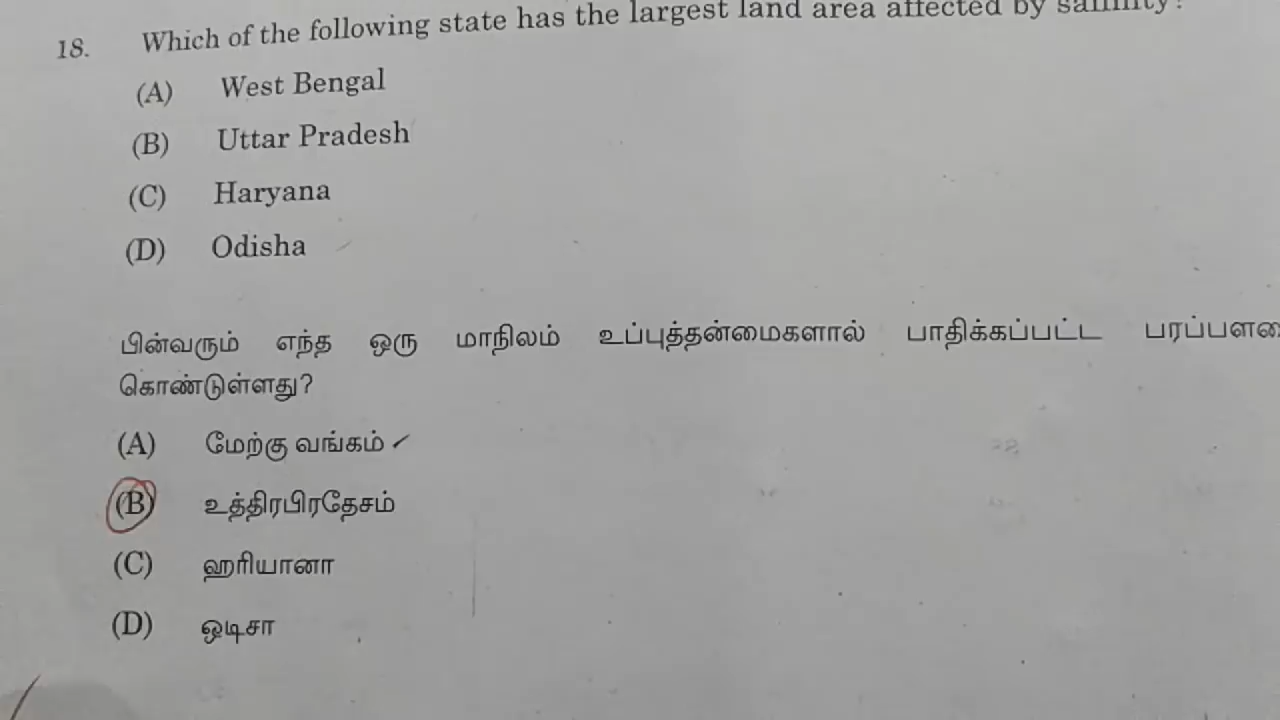 18. Which of the following state has the largest land area affected by salinity?
(A) West Bengal
(B) Uttar Pradesh
(C) Haryana
(D) Odisha
பின்வரும் எந்த ஒரு மாநிலம் உப்புத்தன்மைகளால் பாதிக்கப்பட்ட
கொண்டுள்ளது?
(A) மேற்கு வங்கம்
(B) உத்திரபிரதேசம்
(C) ஹரியானா
(D) ஒடிசா